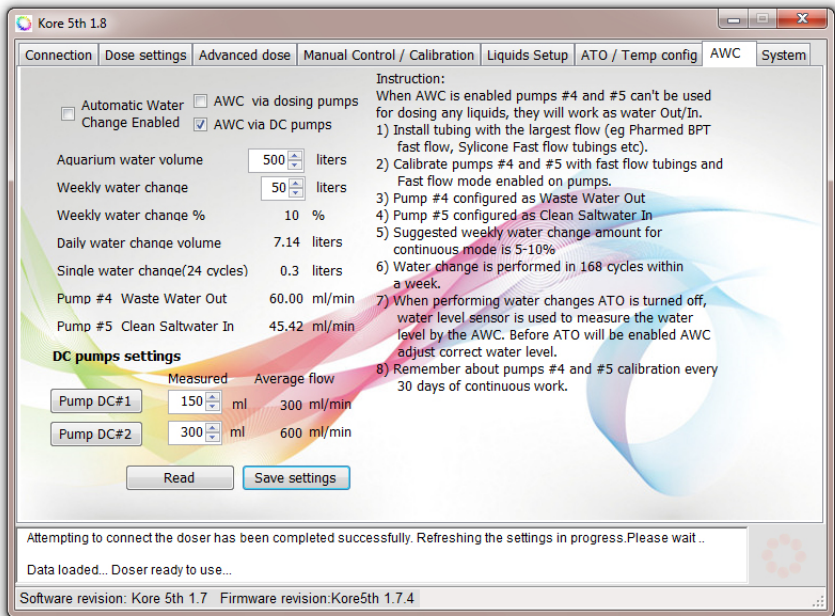 Kore 5th 1.8
Connection Dose settings Advanced dose Manual Control / Calibration Liquids Setup ATO / Temp config AWC System
Automatic Water
Change Enabled
AWC via dosing pumps
AWC via DC pumps
Aquarium water volume 500 liters
Weekly water change 50 liters
Weekly water change % 10 %
Daily water change volume 7.14 liters
Single water change(24 cycles) 0.3 liters
Pump #4 Waste Water Out 60.00 ml/min
Pump #5 Clean Saltwater In 45.42 ml/min
DC pumps settings
Measured Average flow
Pump DC#1 150 ml 300 ml/min
Pump DC#2 300 ml 600 ml/min
Read Save settings
Instruction:
When AWC is enabled pumps #4 and #5 can't be used
for dosing any liquids, they will work as water Out/In.
1) Install tubing with the largest flow (eg Pharmed BPT
fast flow, Sylicone Fast flow tubings etc).
2) Calibrate pumps #4 and #5 with fast flow tubings and
Fast flow mode enabled on pumps.
3) Pump #4 configured as Waste Water Out
4) Pump #5 configured as Clean Saltwater In
5) Suggested weekly water change amount for
continuous mode is 5-10%
6) Water change is performed in 168 cycles within
a week.
7) When performing water changes ATO is turned off,
water level sensor is used to measure the water
level by the AWC. Before ATO will be enabled AWC
adjust correct water level.
8) Remember about pumps #4 and #5 calibration every
30 days of continuous work.
Attempting to connect the doser has been completed successfully. Refreshing the settings in progress.Please wait ..
Data loaded... Doser ready to use...
Software revision: Kore 5th 1.7 Firmware revision:Kore5th 1.7.4